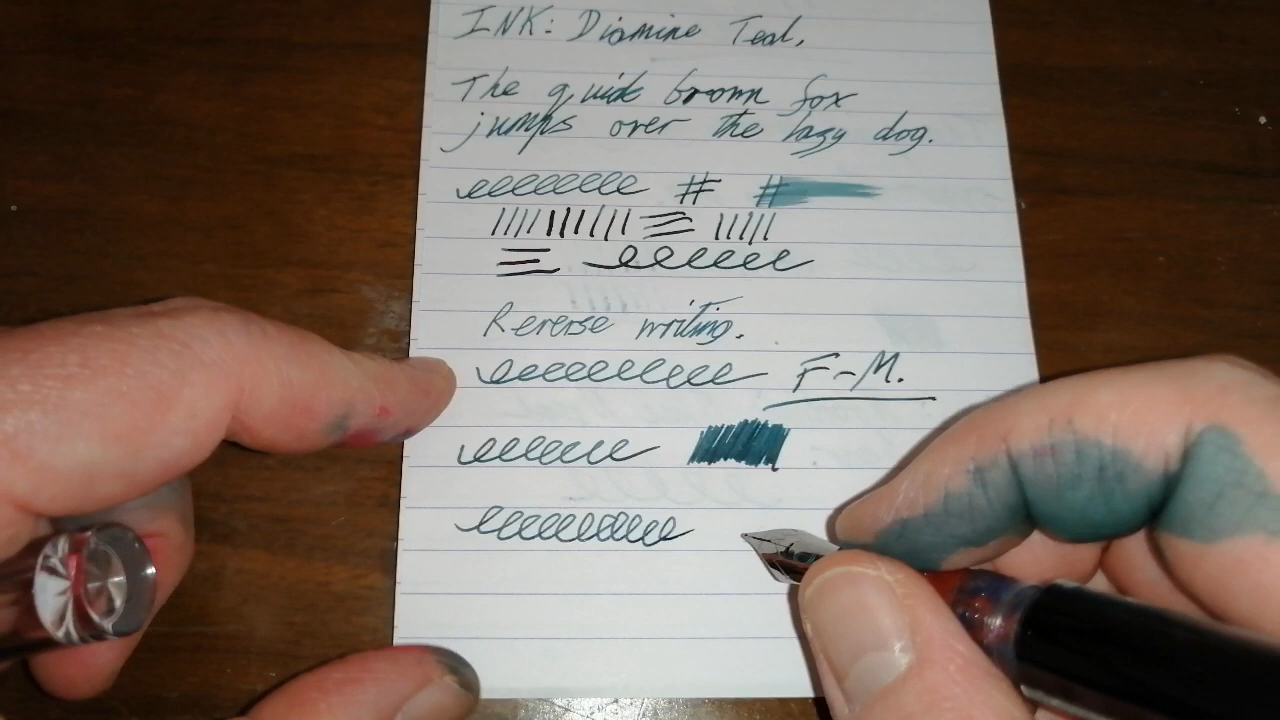 INK: Diamine Teal.
The quick brown fox
jumps over the lazy dog.
# #
Reverse writing.
F-M.